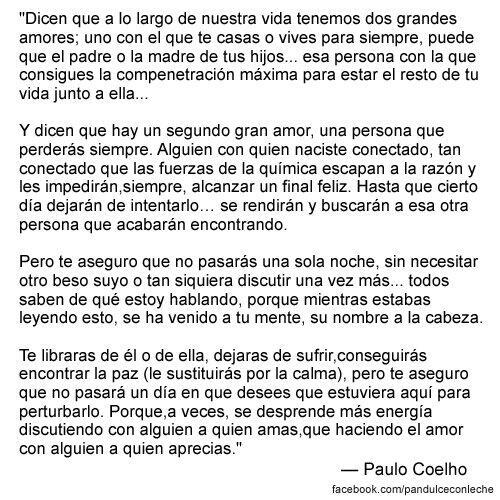 "Dicen que a lo largo de nuestra vida tenemos dos grandes
amores; uno con el que te casas o vives para siempre, puede
que el padre o la madre de tus hijos... esa persona con la que
consigues la compenetración máxima para estar el resto de tu
vida junto a ella...
Y dicen que hay un segundo gran amor, una persona que
perderás siempre. Alguien con quien naciste conectado, tan
conectado que las fuerzas de la química escapan a la razón y
les impedirán,siempre, alcanzar un final feliz. Hasta que cierto
día dejarán de intentarlo… se rendirán y buscarán a esa otra
persona que acabarán encontrando.
Pero te aseguro que no pasarás una sola noche, sin necesitar
otro beso suyo o tan siquiera discutir una vez más... todos
saben de qué estoy hablando, porque mientras estabas
leyendo esto, se ha venido a tu mente, su nombre a la cabeza.
Te libraras de él o de ella, dejaras de sufrir,conseguirás
encontrar la paz (le sustituirás por la calma), pero te aseguro
que no pasará un día en que desees que estuviera aquí para
perturbarlo. Porque,a veces, se desprende más energía
discutiendo con alguien a quien amas,que haciendo el amor
con alguien a quien aprecias."
— Paulo Coelho
facebook.com/pandulceconleche